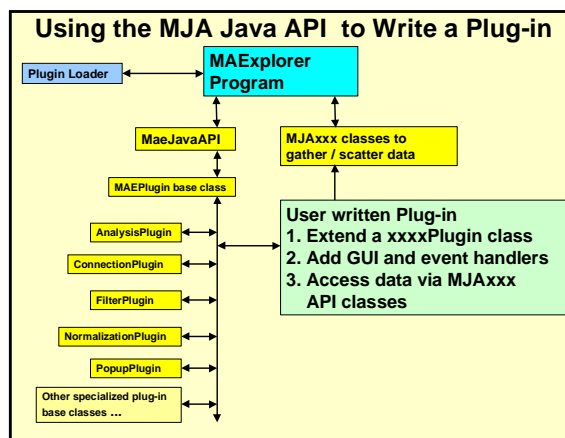 Using the MJA Java API to Write a Plug-in
Plugin Loader
MAExplorer
Program
MaeJavaAPI
MJAxxx classes to
gather / scatter data
MAEPlugin base class
User written Plug-in
1. Extend a xxxxPlugin class
2. Add GUI and event handlers
3. Access data via MJAxxx
API classes
AnalysisPlugin
ConnectionPlugin
FilterPlugin
NormalizationPlugin
PopupPlugin
Other specialized plug-in
base classes ...